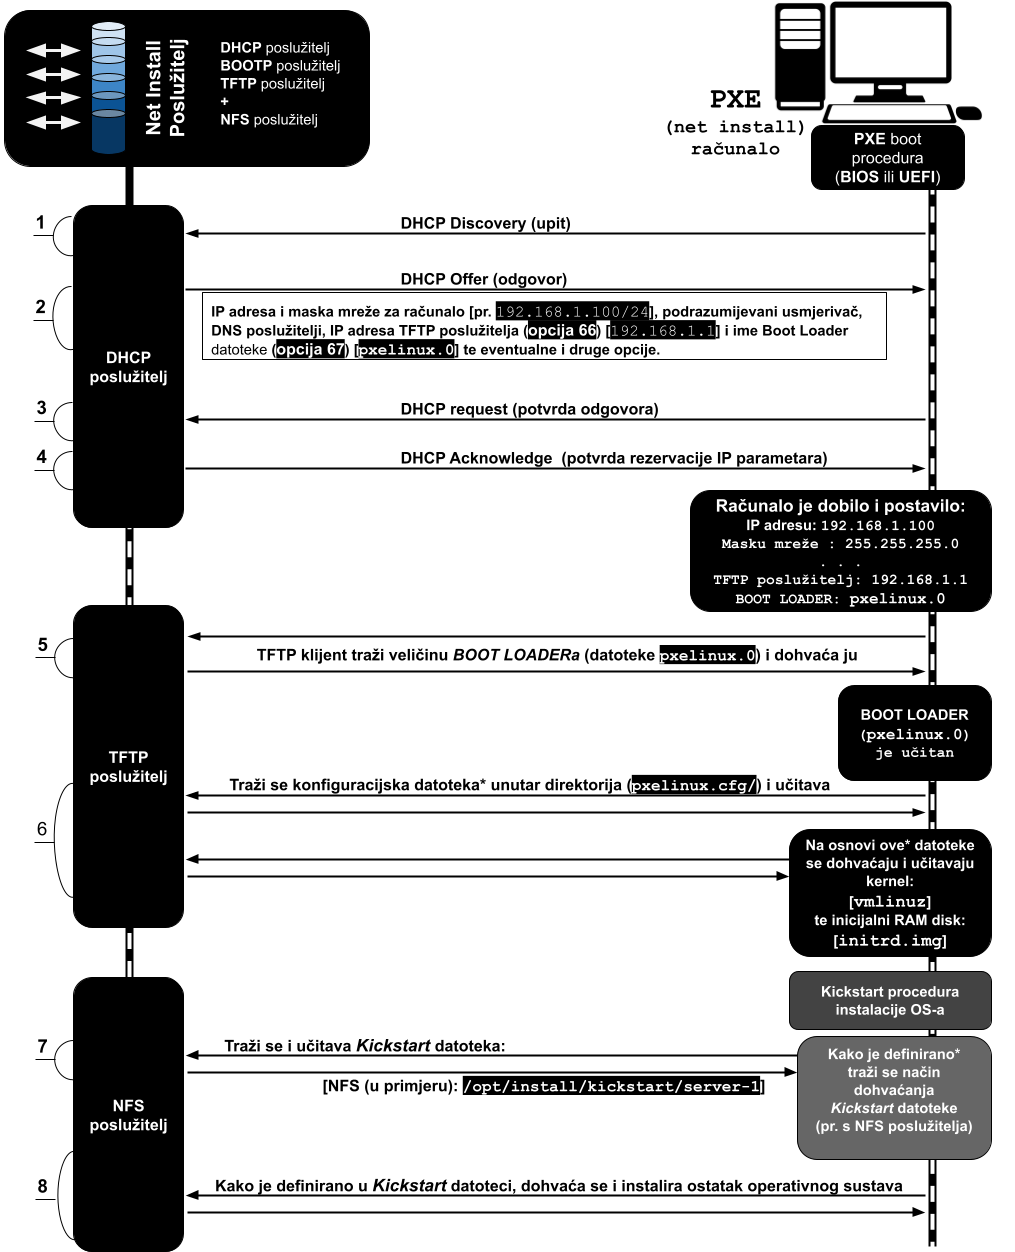 Net Install
Poslužitelj
DHCP poslužitelj
BOOTP poslužitelj
TFTP poslužitelj
+
NFS poslužitelj
PXE
(net install)
računalo
PXE boot
procedura
(BIOS ili UEFI)
1
DHCP Discovery (upit)
DHCP Offer (odgovor)
2
IP adresa i maska mreže za računalo [pr. 192.168.1.100/24], podrazumijevani usmjerivač,
DNS poslužitelji, IP adresa TFTP poslužitelja (opcija 66) [192.168.1.1] i ime Boot Loader
datoteke (opcija 67) [pxelinux.0] te eventualne i druge opcije.
DHCP
poslužitelj
3
DHCP request (potvrda odgovora)
4
DHCP Acknowledge (potvrda rezervacije IP parametara)
Računalo je dobilo i postavilo:
IP adresu: 192.168.1.100
Masku mreže : 255.255.255.0
. . .
TFTP poslužitelj: 192.168.1.1
BOOT LOADER: pxelinux.0
5
TFTP klijent traži veličinu BOOT LOADERa (datoteke pxelinux.0) i dohvaća ju
BOOT LOADER
(pxelinux.0)
je učitan
TFTP
poslužitelj
Traži se konfiguracijska datoteka* unutar direktorija (pxelinux.cfg/) i učitava
6
Na osnovi ove* datoteke
se dohvaćaju i učitavaju
kernel:
[vmlinuz]
te inicijalni RAM disk:
[initrd.img]
Kickstart procedura
instalacije OS-a
7
Traži se i učitava Kickstart datoteka:
[NFS (u primjeru): /opt/install/kickstart/server-1]
Kako je definirano*
traži se način
dohvaćanja
Kickstart datoteke
(pr. s NFS poslužitelja)
NFS
poslužitelj
8
Kako je definirano u Kickstart datoteci, dohvaća se i instalira ostatak operativnog sustava